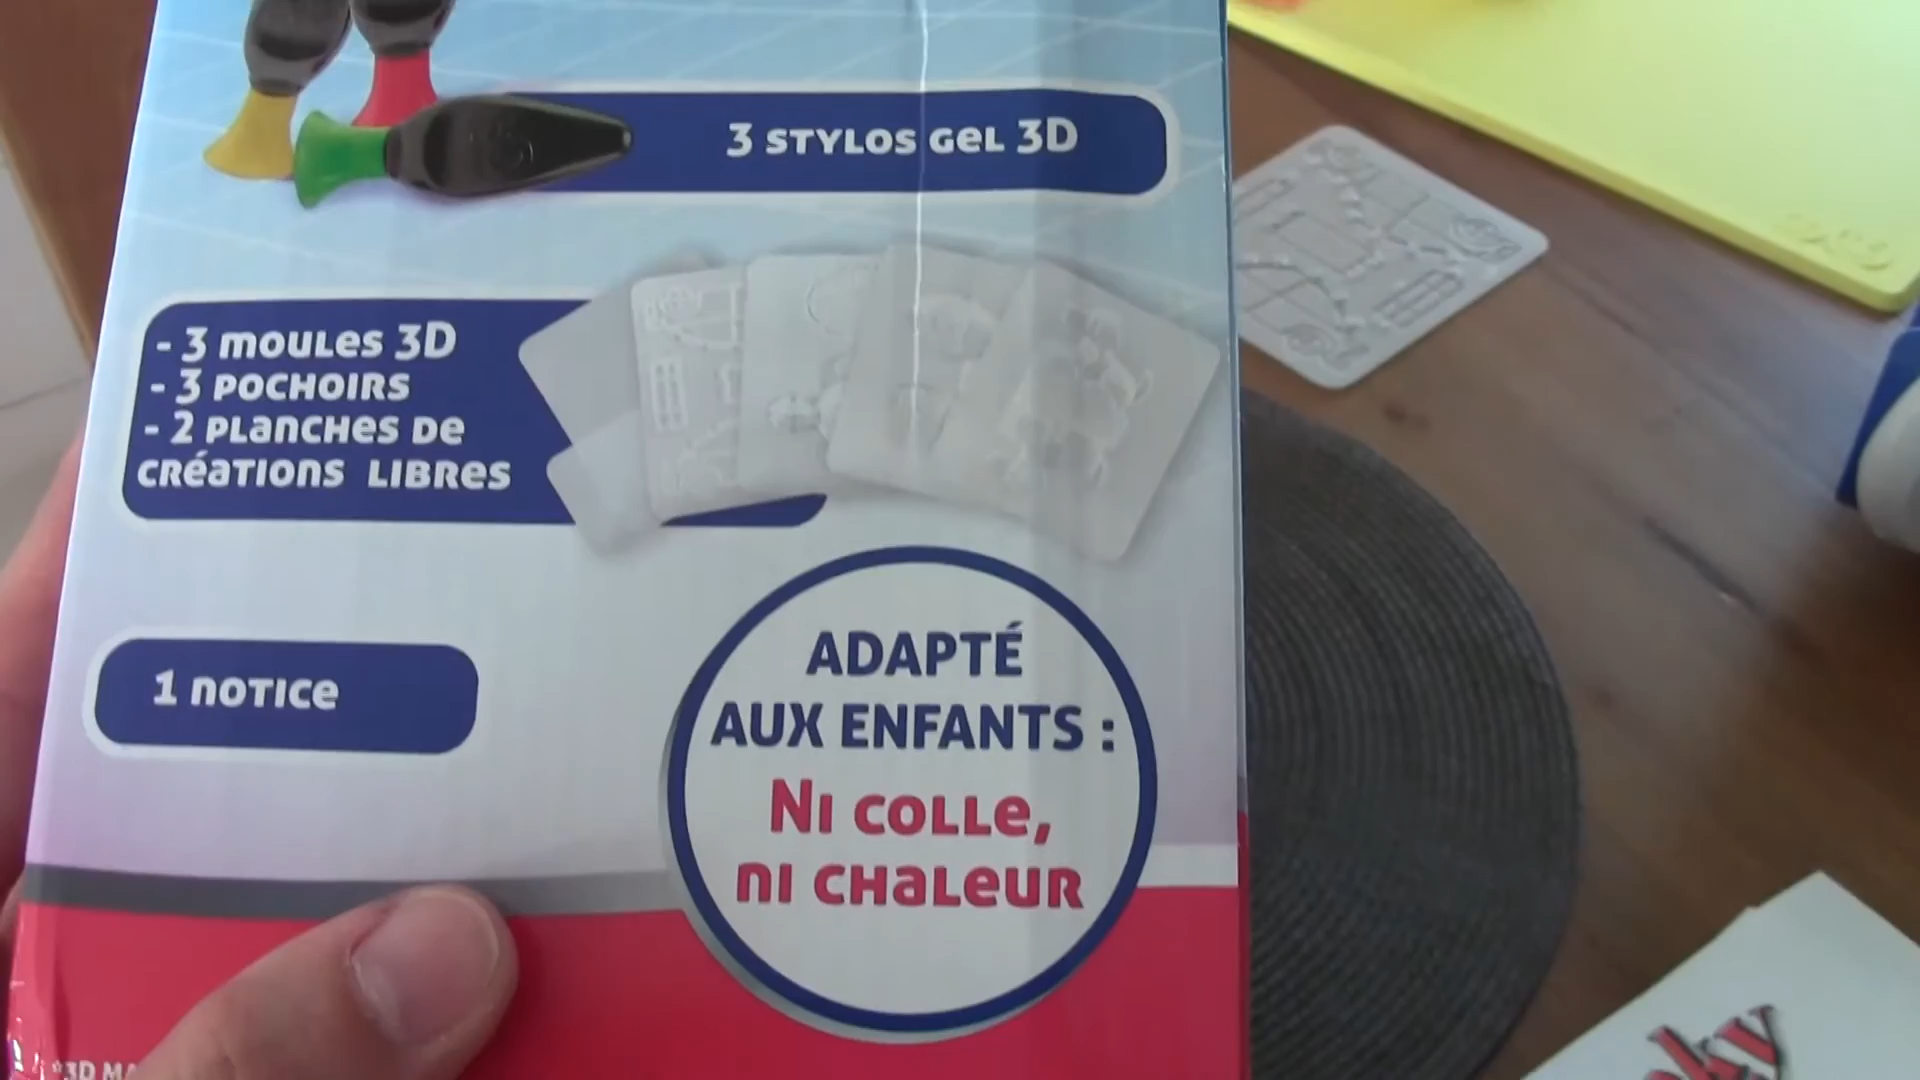 3 STYLOS GEL 3D
- 3 MOULES 3D
- 3 POCHOIRS
- 2 PLANCHES DE
CRÉATIONS LIBRES
1 NOTICE
ADAPTÉ
AUX ENFANTS :
NI COLLE,
NI CHALEUR
*3D